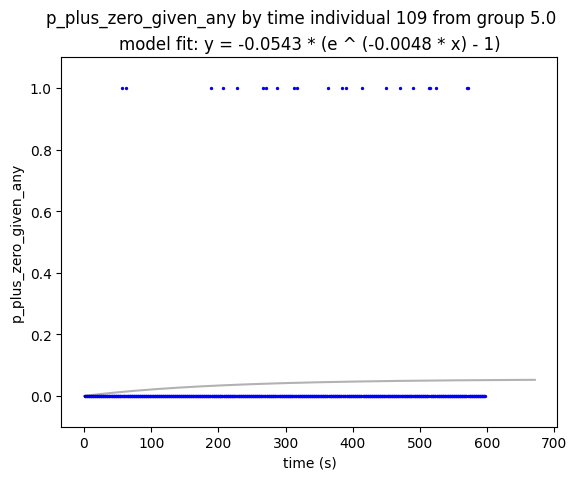 p_plus_zero_given_any by time individual 109 from group 5.0
model fit: y = -0.0543 * (e ^ (-0.0048 * x) - 1)
1.0
0.8
0.6
0.4
0.2
0.0
p_plus_zero_given_any
0 100 200 300 400 500 600 700
time (s)